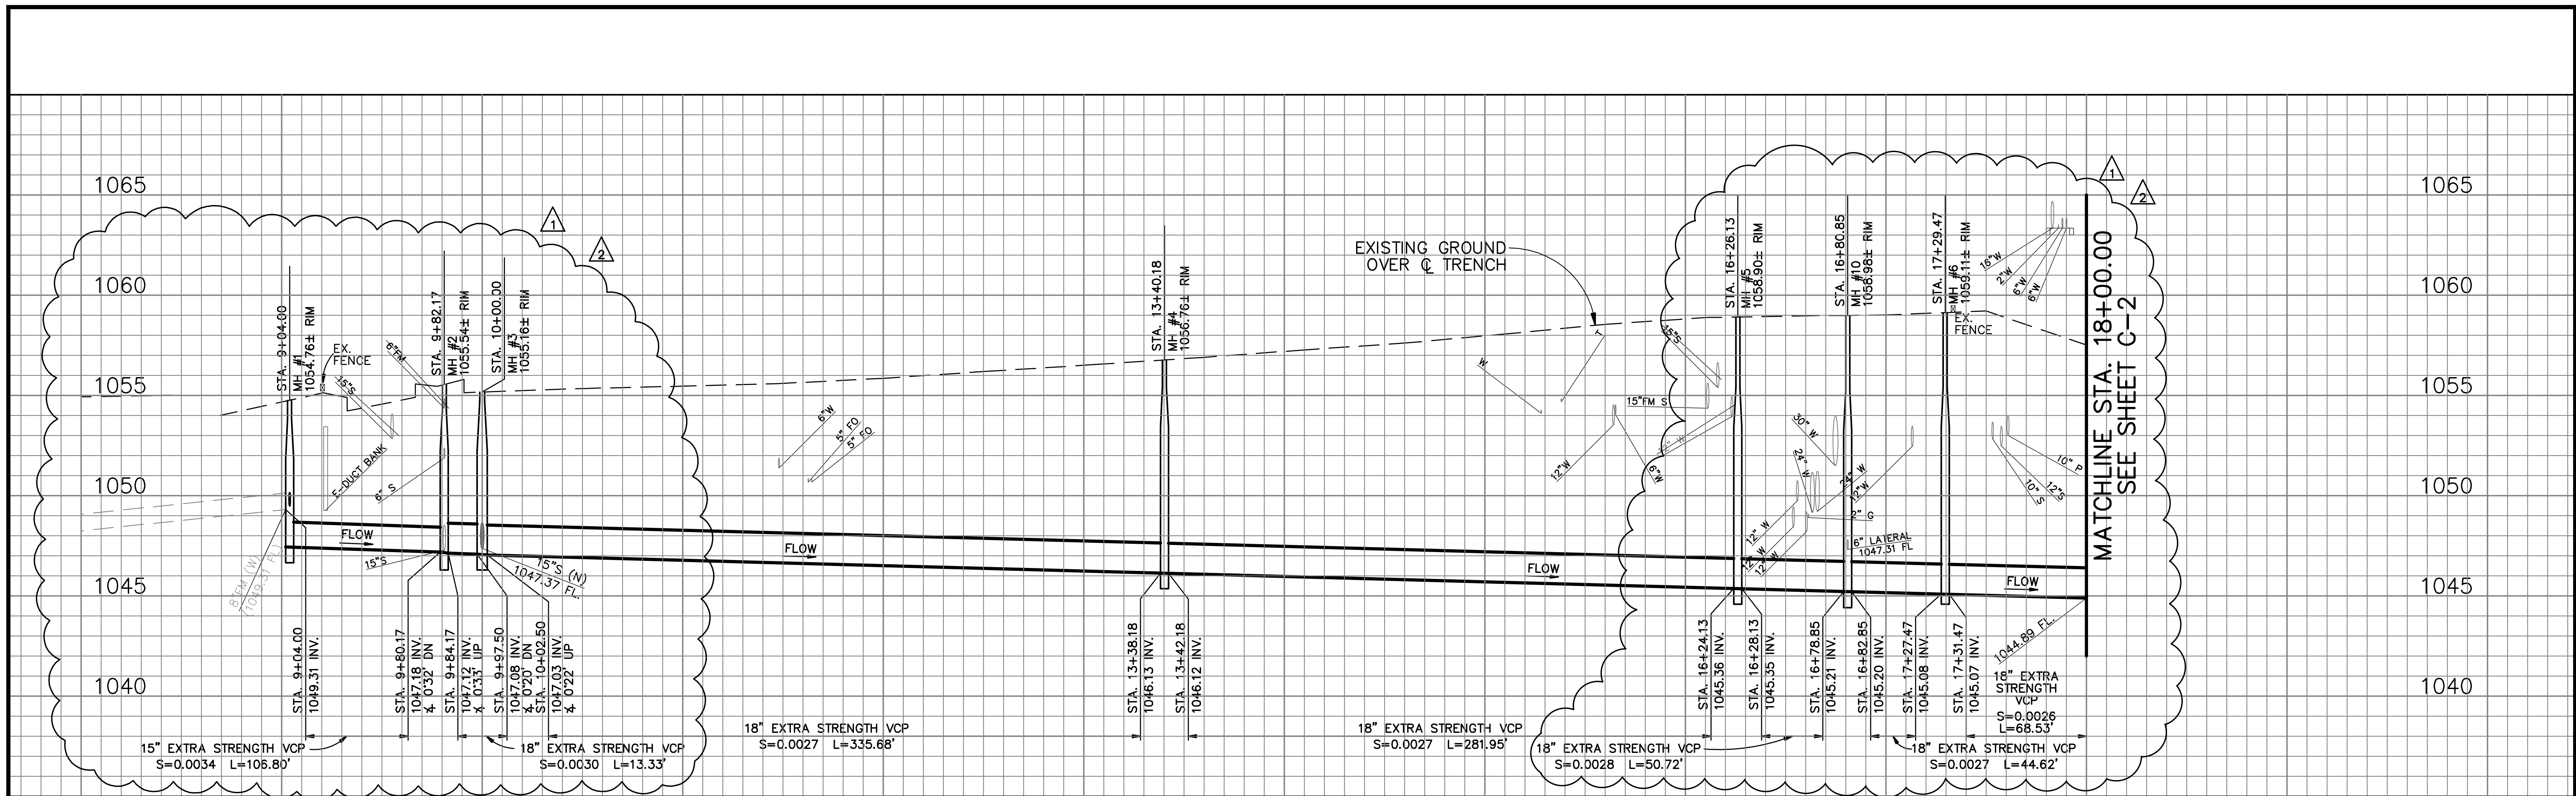 1065
1060
1055
1050
1045
1040
1065
1060
1055
1050
1045
1040
1
2
1
2
STA. 9+04.00
MH #1
1054.76± RIM
EX.
FENCE
15"S
6"FM
STA. 9+82.17
MH #2
1055.54± RIM
STA. 10+00.00
MH #3
1055.16± RIM
E-DUCT BANK
6" S
FLOW
15"S
8"FM (W)
(1049.31 FL)
15"S (N)
1047.37 FL.
STA. 9+04.00
1049.31 INV.
STA. 9+80.17
1047.18 INV.
∡ 0'32' DN
STA. 9+84.17
1047.12 INV.
∡ 0'33' UP
STA. 9+97.50
1047.08 INV.
∡ 0'20' DN
STA. 10+02.50
1047.03 INV.
∡ 0'22' UP
15" EXTRA STRENGTH VCP
S=0.0034 L=106.80'
18" EXTRA STRENGTH VCP
S=0.0030 L=13.33'
6"W
5" FO
5" FO
FLOW
18" EXTRA STRENGTH VCP
S=0.0027 L=335.68'
STA. 13+40.18
MH #4
1056.76± RIM
STA. 13+38.18
1046.13 INV.
STA. 13+42.18
1046.12 INV.
EXISTING GROUND
OVER ℄ TRENCH
W
T
12"W
6"W
15"FM S
15"S
FLOW
18" EXTRA STRENGTH VCP
S=0.0027 L=281.95'
STA. 16+26.13
MH #5
1058.90± RIM
STA. 16+80.85
MH #10
1058.98± RIM
STA. 17+29.47
MH #6
1059.11± RIM
EX.
FENCE
16"W
2"W
6"W
6"W
30" W
24" W
24" W
12"W
2" G
12" W
12" W
12"W
6" LATERAL
1047.31 FL
10" P
12"S
10" S
FLOW
1044.89 FL.
STA. 16+24.13
1045.36 INV.
STA. 16+28.13
1045.35 INV.
STA. 16+78.85
1045.21 INV.
STA. 16+82.85
1045.20 INV.
STA. 17+27.47
1045.08 INV.
STA. 17+31.47
1045.07 INV.
18" EXTRA
STRENGTH
VCP
S=0.0026
L=68.53'
18" EXTRA STRENGTH VCP
S=0.0028 L=50.72'
18" EXTRA STRENGTH VCP
S=0.0027 L=44.62'
MATCHLINE STA. 18+00.00
SEE SHEET C-2